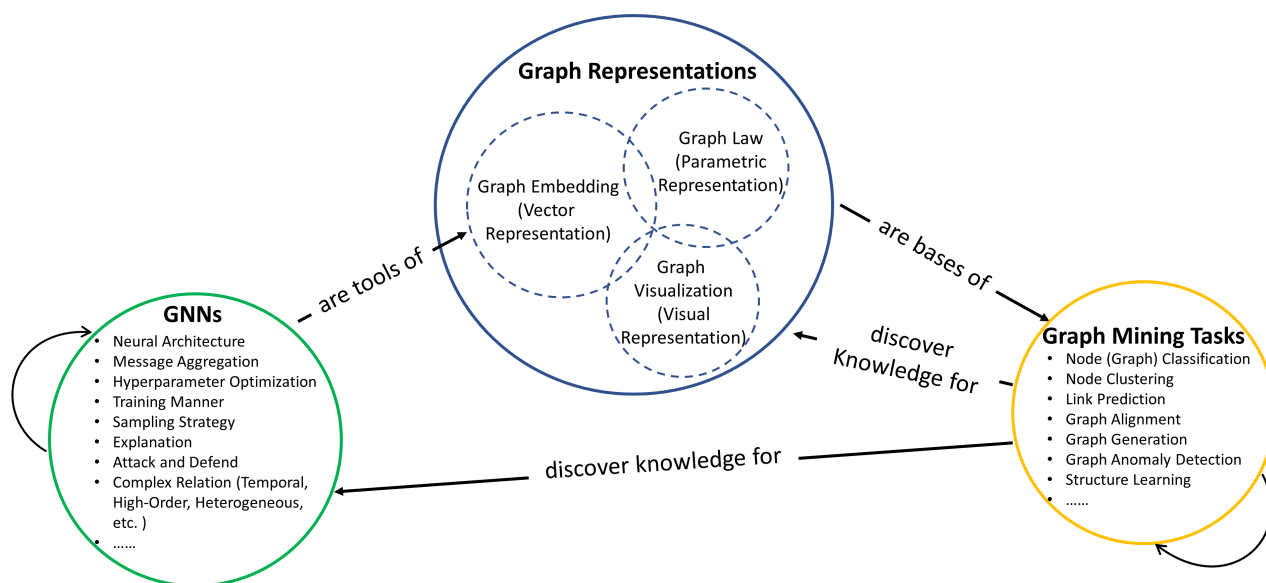 Graph Representations
Graph Law
(Parametric
Representation)
Graph Embedding
(Vector
Representation)
Graph
Visualization
(Visual
Representation)
are tools of
are bases of
discover
Knowledge for
discover knowledge for
GNNs
• Neural Architecture
• Message Aggregation
• Hyperparameter Optimization
• Training Manner
• Sampling Strategy
• Explanation
• Attack and Defend
• Complex Relation (Temporal,
High-Order, Heterogeneous,
etc. )
• ......
Graph Mining Tasks
• Node (Graph) Classification
• Node Clustering
• Link Prediction
• Graph Alignment
• Graph Generation
• Graph Anomaly Detection
• Structure Learning
• ......